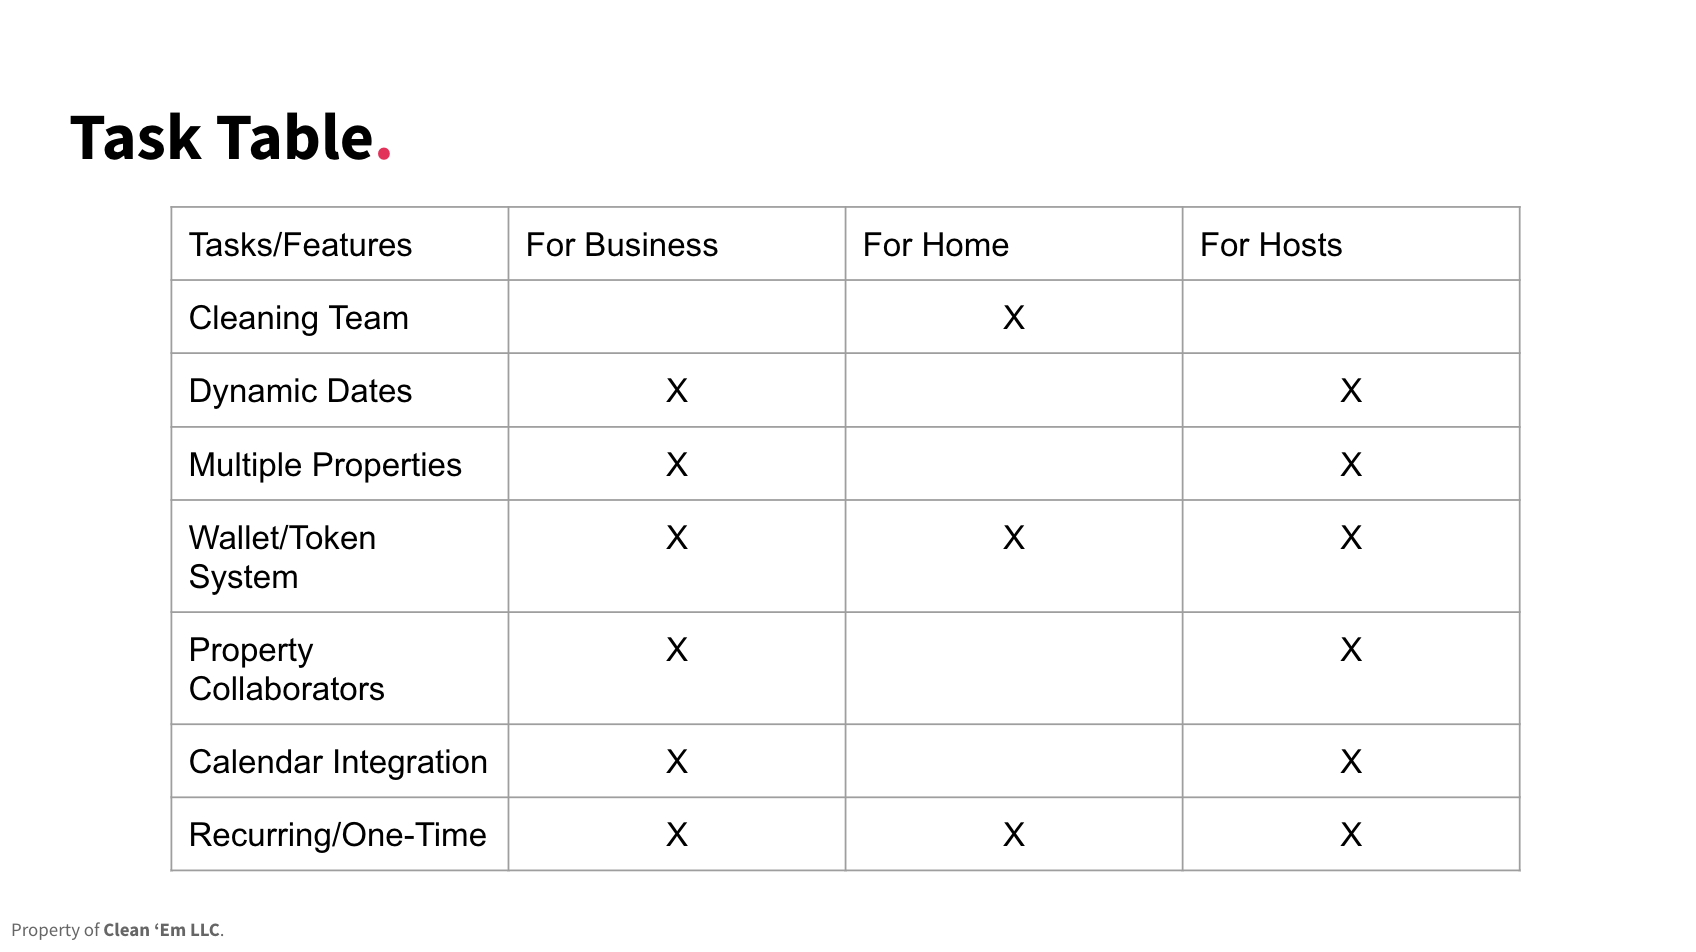 Task Table.
Tasks/Features For Business For Home For Hosts
Cleaning Team X
Dynamic Dates X X
Multiple Properties X X
Wallet/Token X X X
System
Property X X
Collaborators
Calendar Integration X X
Recurring/One-Time X X X
Property of Clean ‘Em LLC.